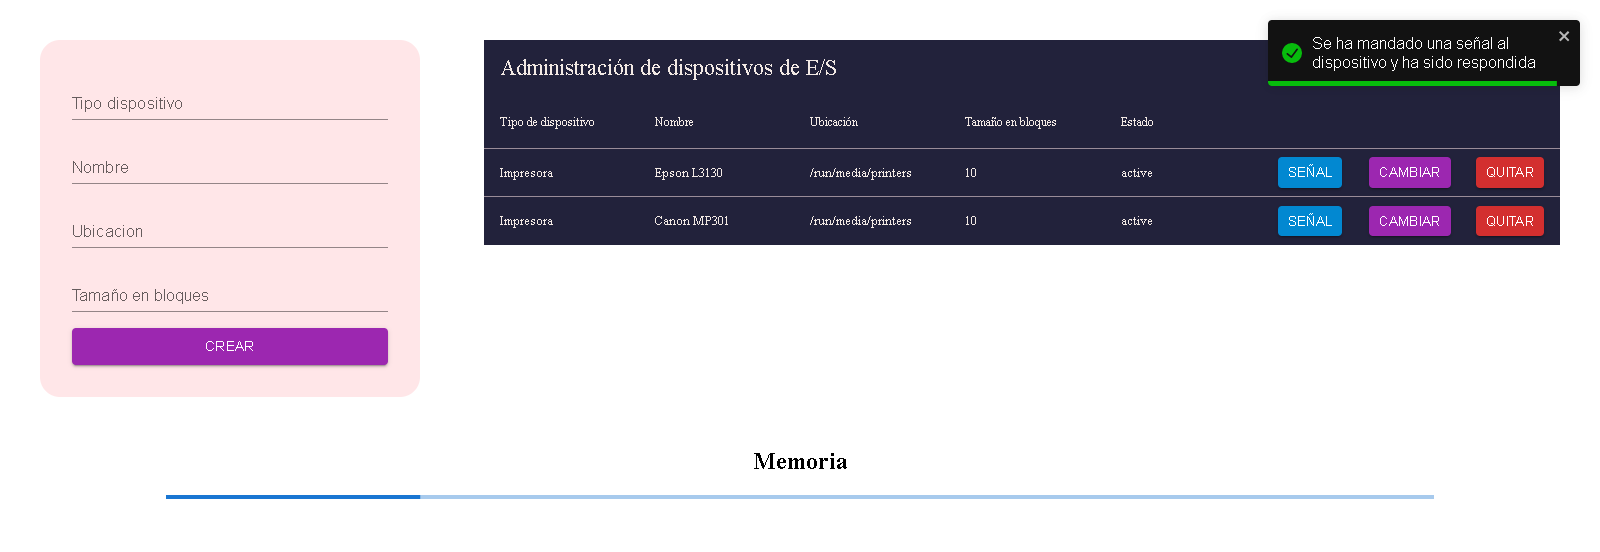 Tipo dispositivo
Nombre
Ubicacion
Tamaño en bloques
CREAR
Administración de dispositivos de E/S
Se ha mandado una señal al
dispositivo y ha sido respondida
Tipo de dispositivo Nombre Ubicación Tamaño en bloques Estado
Impresora Epson L3130 /run/media/printers 10 active SEÑAL CAMBIAR QUITAR
Impresora Canon MP301 /run/media/printers 10 active SEÑAL CAMBIAR QUITAR
Memoria